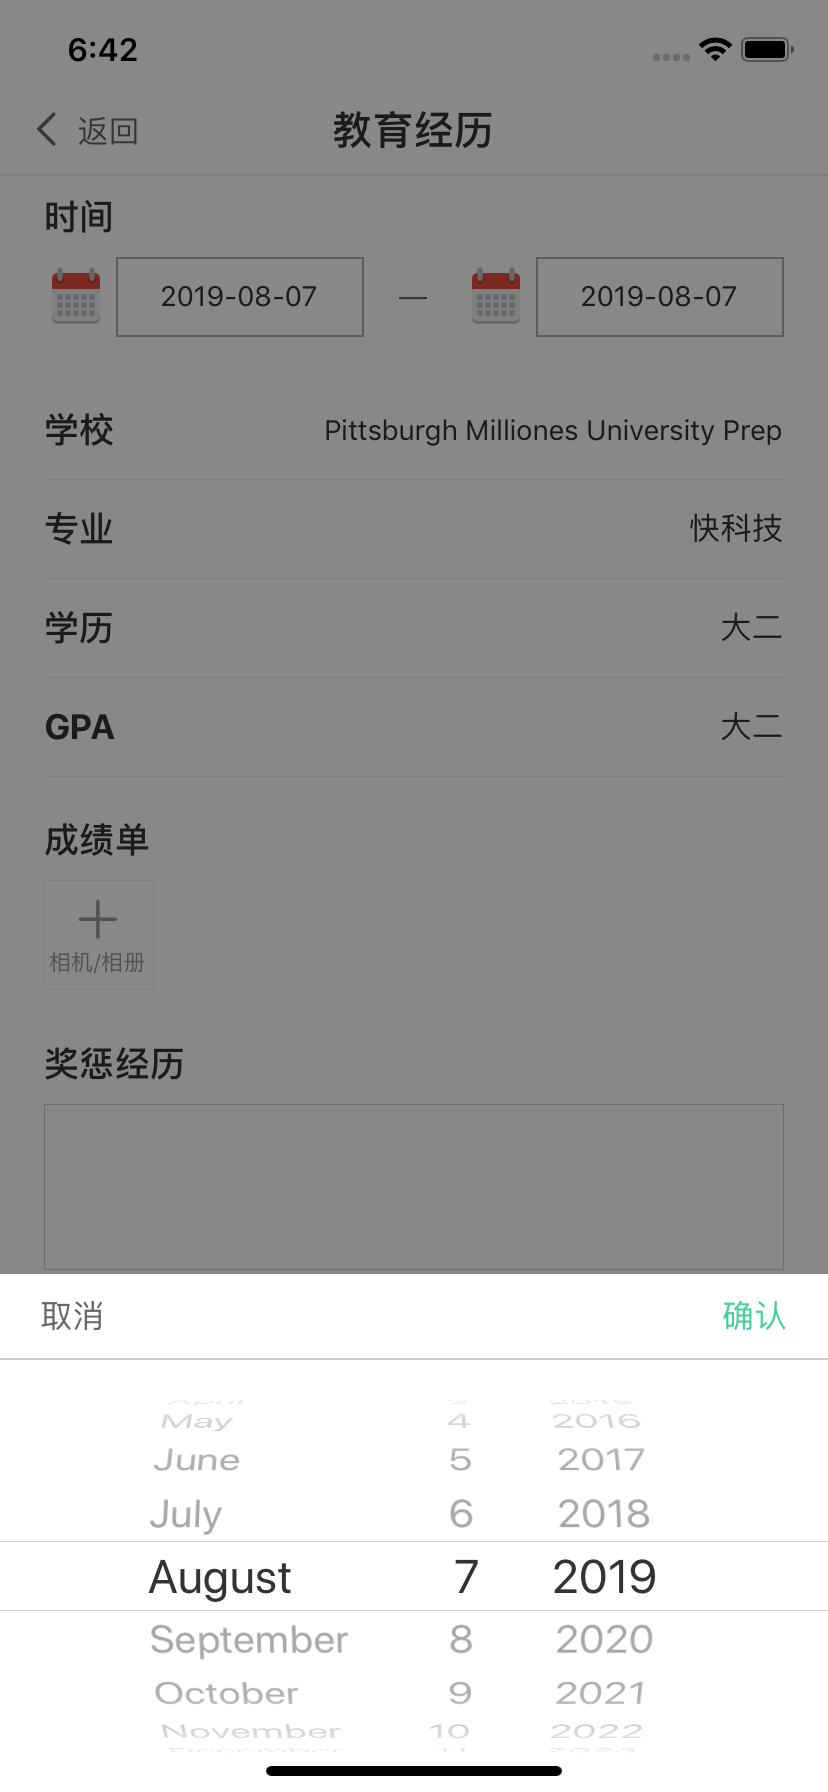 6:42
返回
教育经历
时间
2019-08-07 — 2019-08-07
学校 Pittsburgh Milliones University Prep
专业 快科技
学历 大二
GPA 大二
成绩单
相机/相册
奖惩经历
取消 确认
May 4 2016
June 5 2017
July 6 2018
August 7 2019
September 8 2020
October 9 2021
November 10 2022